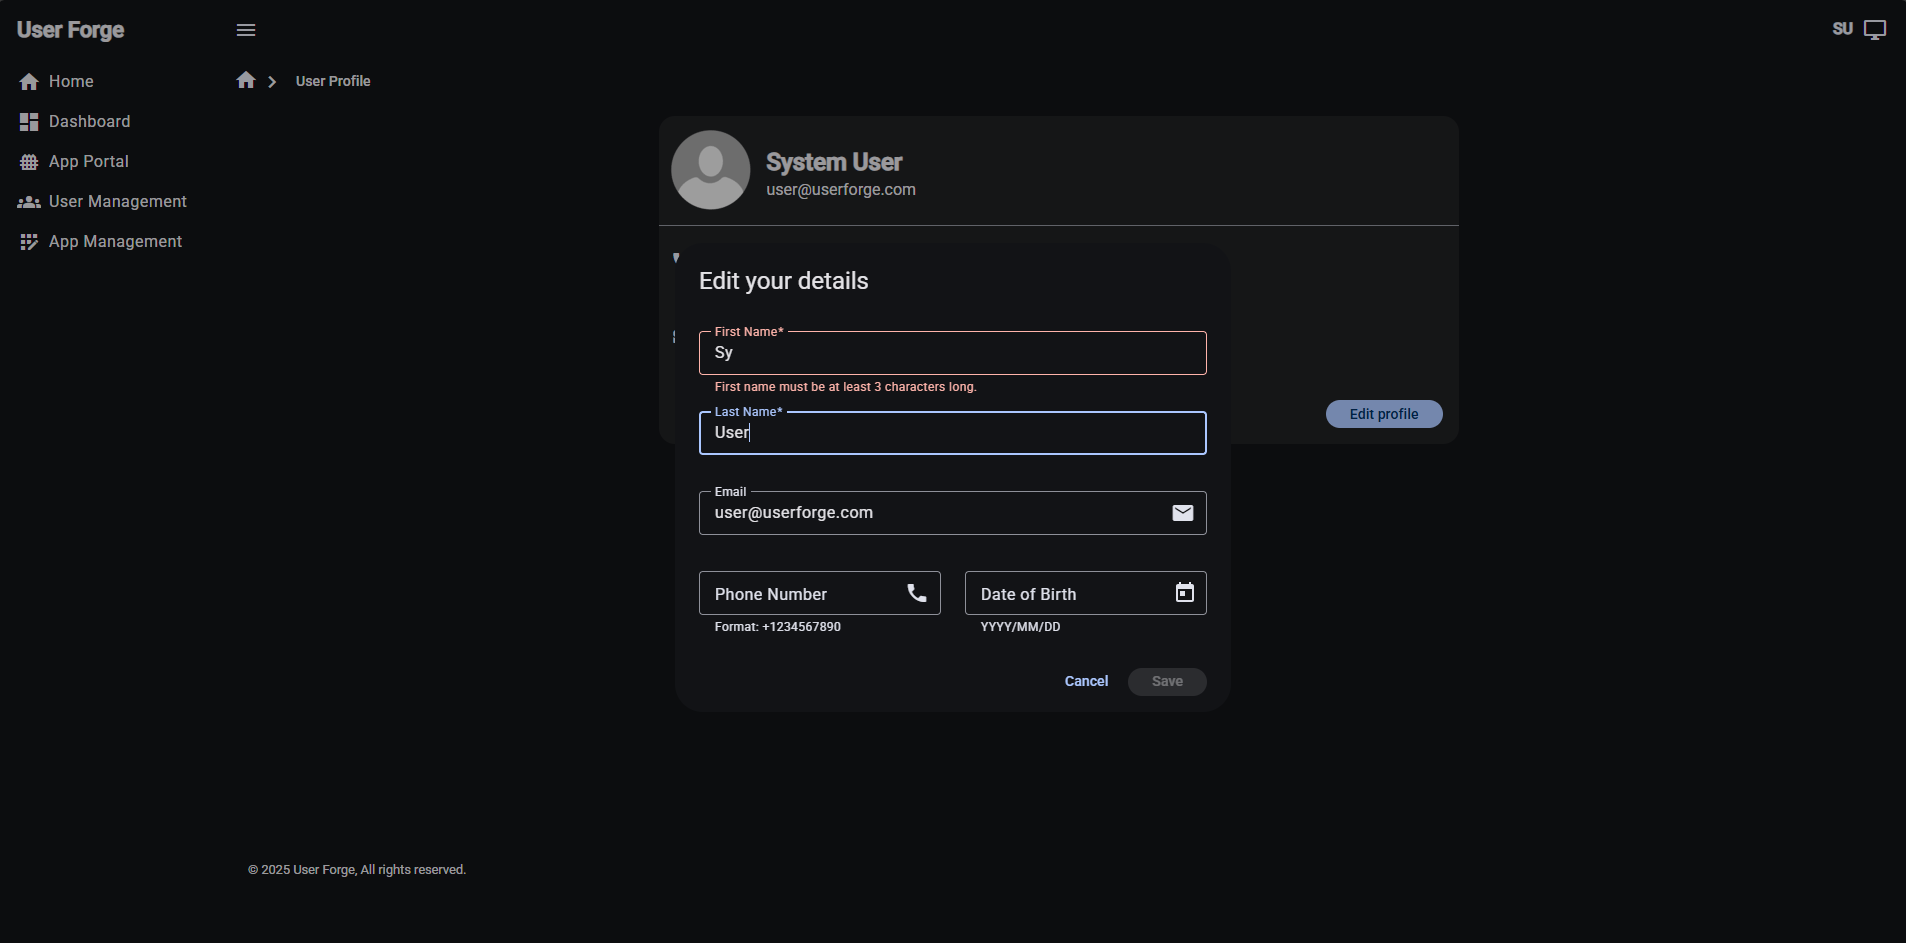 User Forge
SU
Home
Dashboard
App Portal
User Management
App Management
User Profile
System User
user@userforge.com
Edit your details
First Name*
Sy
First name must be at least 3 characters long.
Last Name*
User
Edit profile
Email
user@userforge.com
Phone Number
Date of Birth
Format: +1234567890
YYYY/MM/DD
Cancel
Save
© 2025 User Forge, All rights reserved.